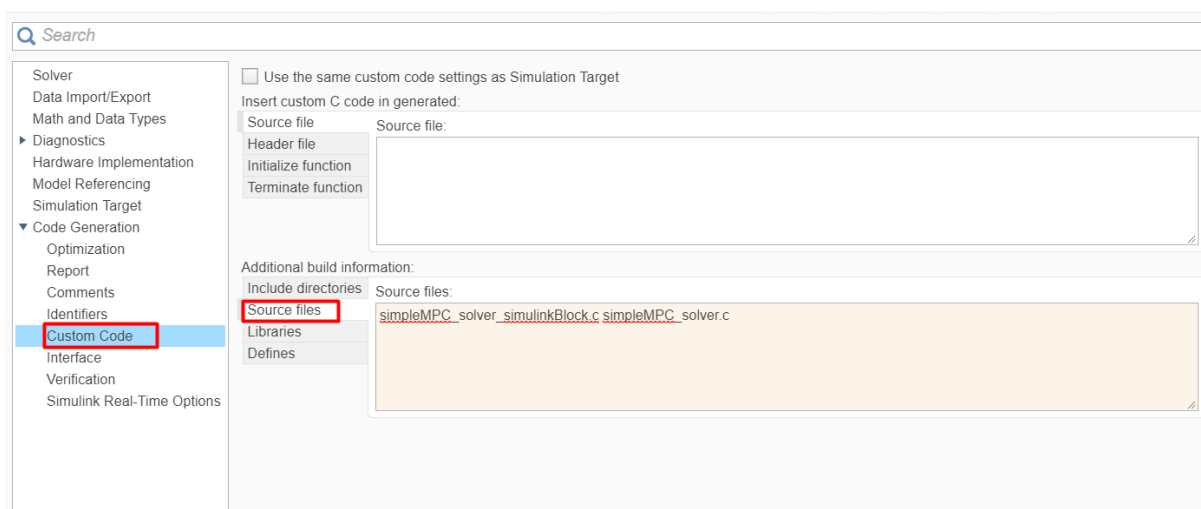 Search
Solver
Data Import/Export
Math and Data Types
Diagnostics
Hardware Implementation
Model Referencing
Simulation Target
Code Generation
Optimization
Report
Comments
Identifiers
Custom Code
Interface
Verification
Simulink Real-Time Options
Use the same custom code settings as Simulation Target
Insert custom C code in generated:
Source file
Header file
Initialize function
Terminate function
Source file:
Additional build information:
Include directories
Source files
Libraries
Defines
Source files:
simpleMPC_solver_simulinkBlock.c simpleMPC_solver.c